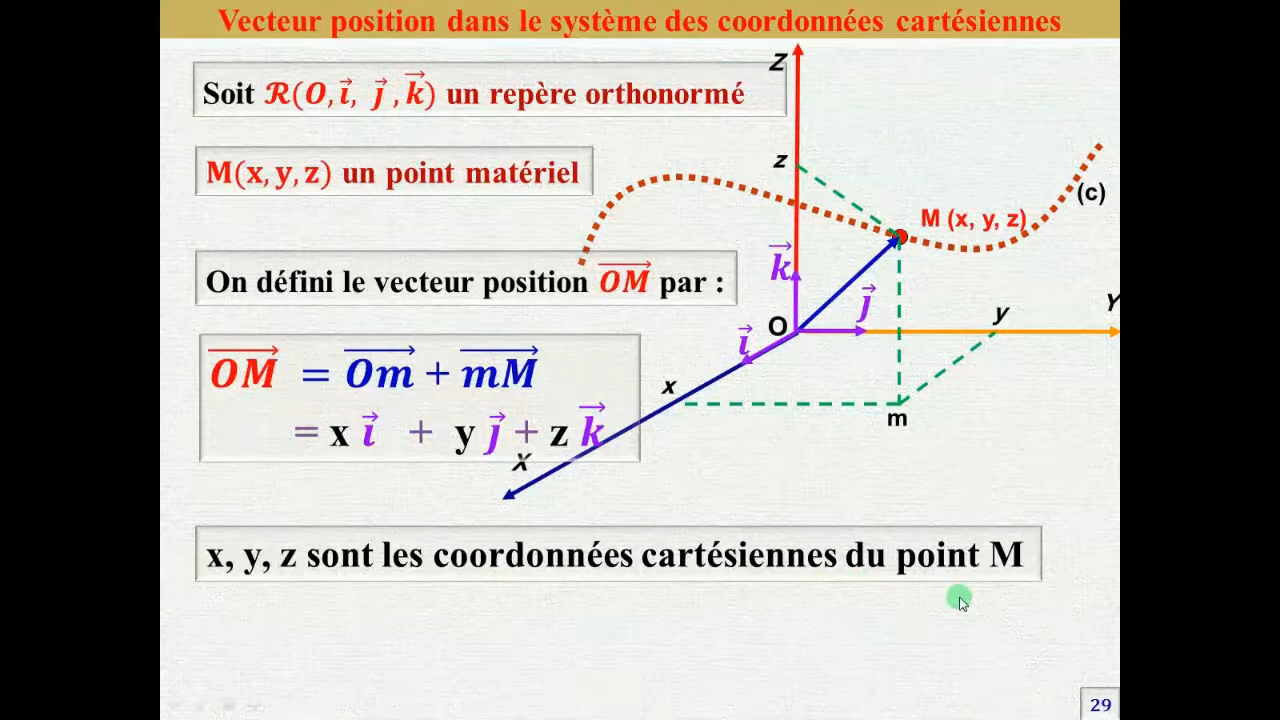 Vecteur position dans le système des coordonnées cartésiennes
Soit ℛ(O, i⃗, j⃗, k⃗) un repère orthonormé
M(x, y, z) un point matériel
On défini le vecteur position OM⃗ par :
OM⃗ = Om⃗ + mM⃗
= x i⃗ + y j⃗ + z k⃗
x, y, z sont les coordonnées cartésiennes du point M
Z
z
M (x, y, z)
(c)
k⃗
j⃗
i⃗
O
y
Y
x
m
X
29